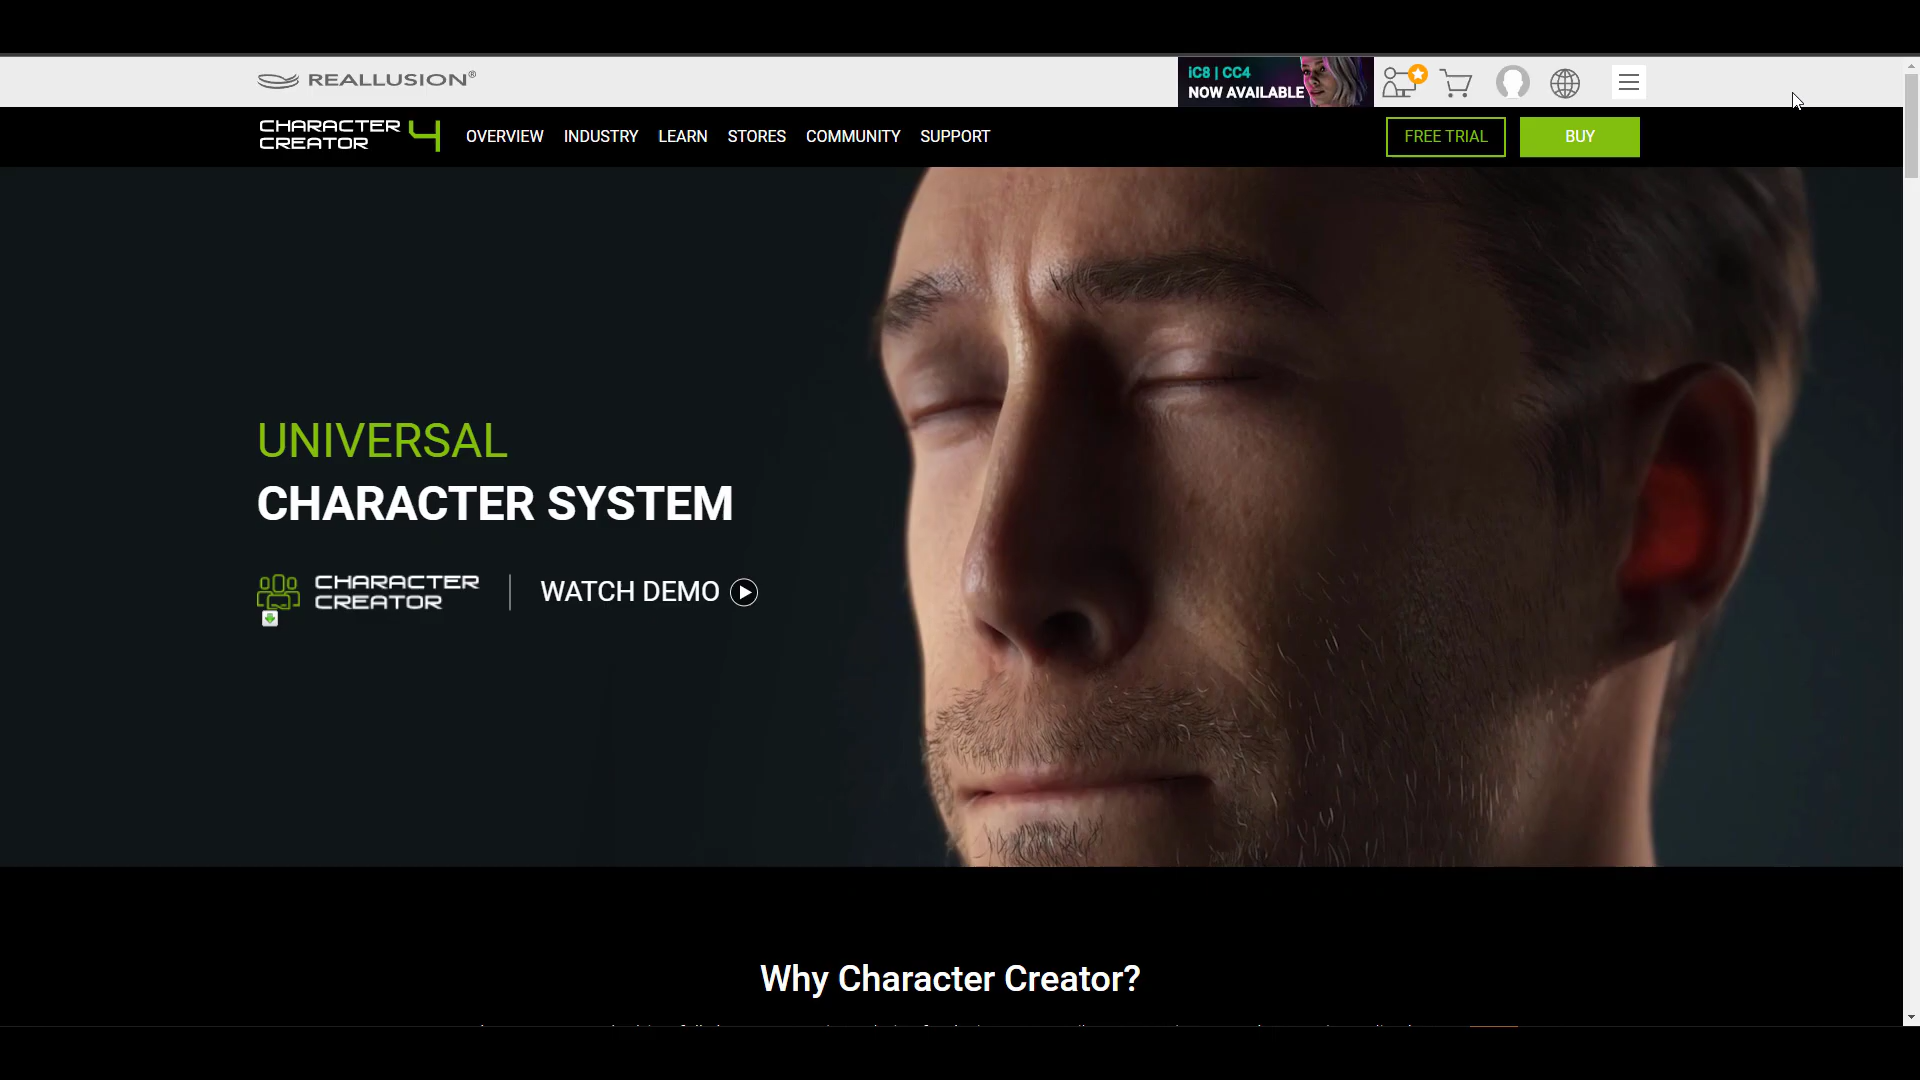 REALLUSION®
iC8 | CC4
NOW AVAILABLE
CHARACTER
CREATOR 4
OVERVIEW INDUSTRY LEARN STORES COMMUNITY SUPPORT
FREE TRIAL BUY
UNIVERSAL
CHARACTER SYSTEM
CHARACTER
CREATOR
WATCH DEMO
Why Character Creator?